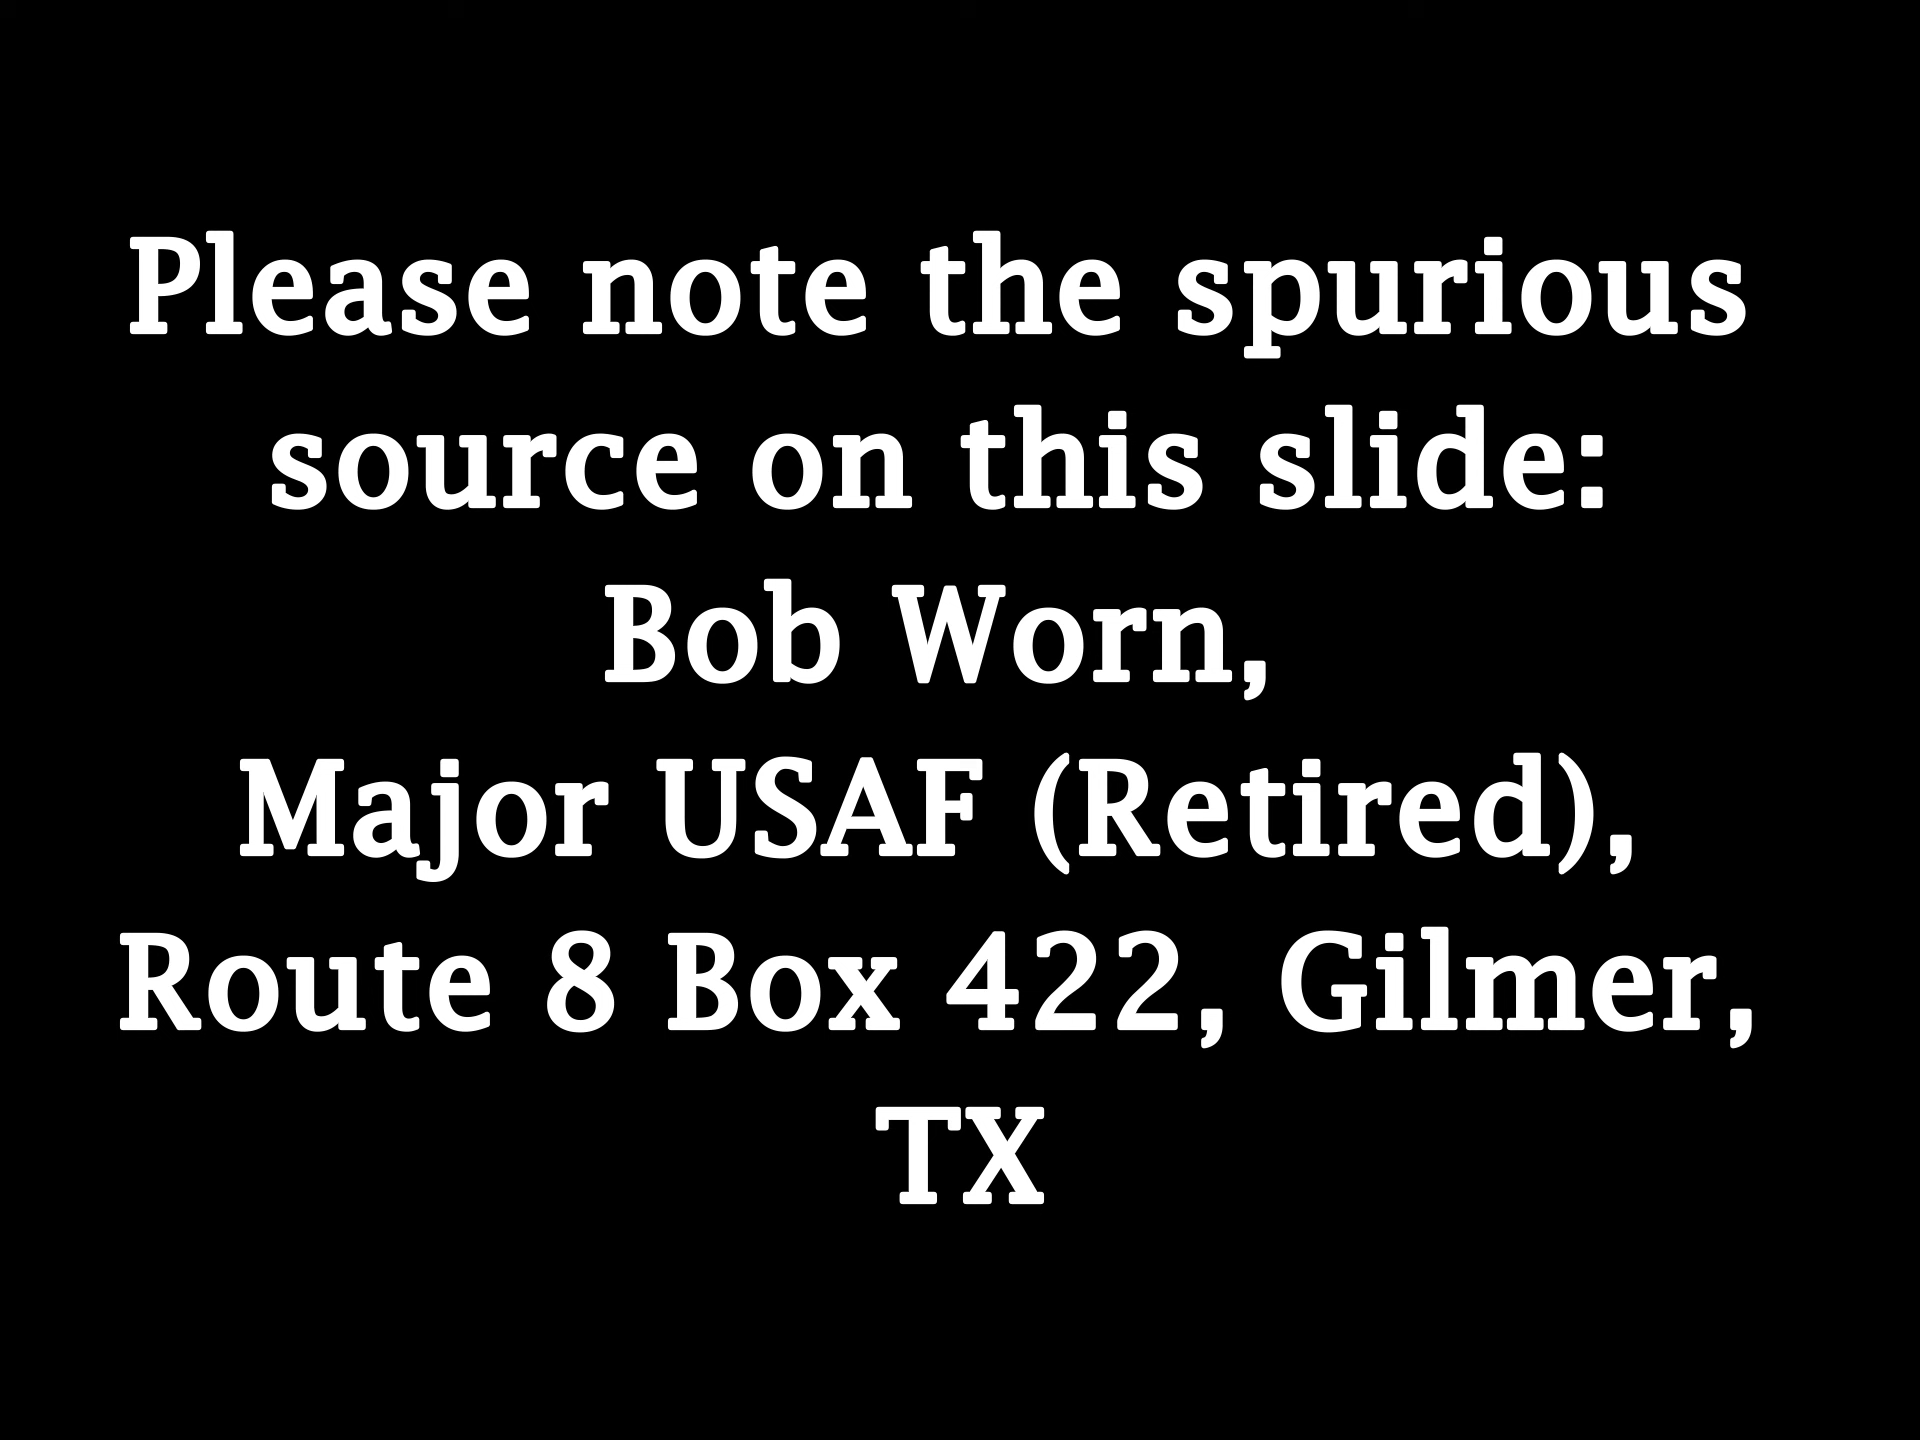 Please note the spurious
source on this slide:
Bob Worn,
Major USAF (Retired),
Route 8 Box 422, Gilmer,
TX